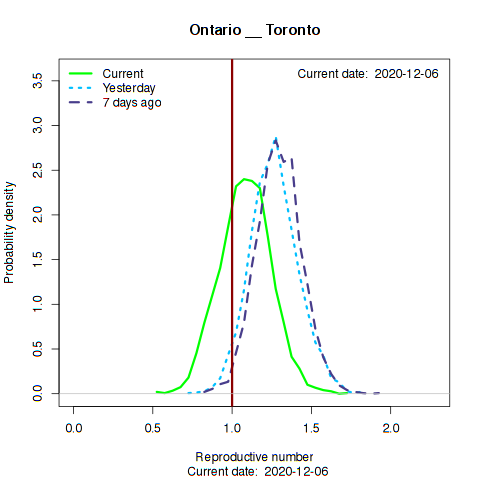 Ontario __ Toronto
Current
Yesterday
7 days ago
Current date:  2020-12-06
Probability density
3.5
3.0
2.5
2.0
1.5
1.0
0.5
0.0
0.0 0.5 1.0 1.5 2.0
Reproductive number
Current date:  2020-12-06